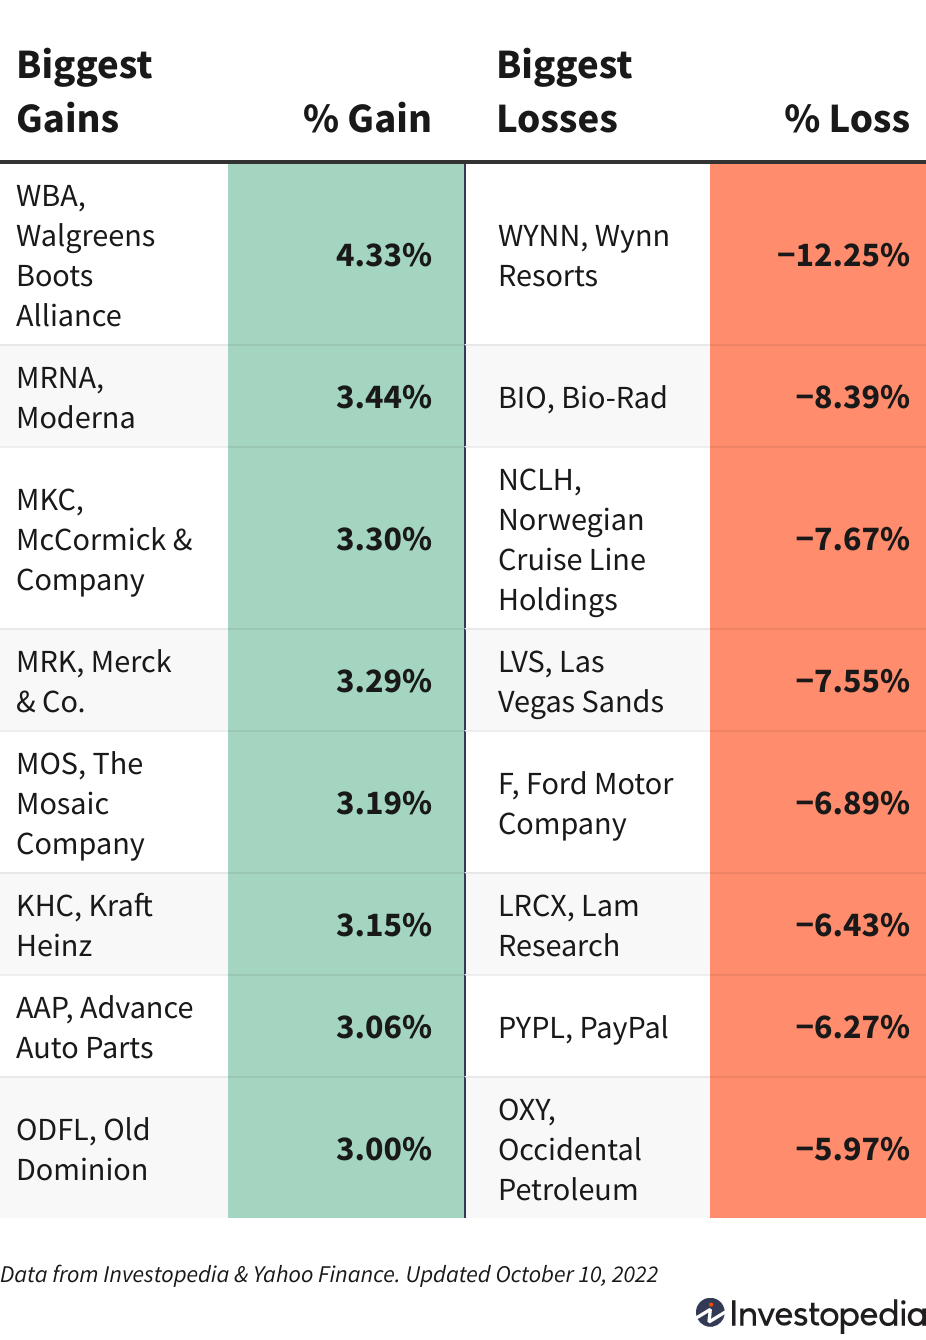 Biggest
Gains
% Gain
Biggest
Losses
% Loss
WBA,
Walgreens
Boots
Alliance
4.33%
WYNN, Wynn
Resorts
−12.25%
MRNA,
Moderna
3.44%
BIO, Bio-Rad
−8.39%
MKC,
McCormick &
Company
3.30%
NCLH,
Norwegian
Cruise Line
Holdings
−7.67%
MRK, Merck
& Co.
3.29%
LVS, Las
Vegas Sands
−7.55%
MOS, The
Mosaic
Company
3.19%
F, Ford Motor
Company
−6.89%
KHC, Kraft
Heinz
3.15%
LRCX, Lam
Research
−6.43%
AAP, Advance
Auto Parts
3.06%
PYPL, PayPal
−6.27%
ODFL, Old
Dominion
3.00%
OXY,
Occidental
Petroleum
−5.97%
Data from Investopedia & Yahoo Finance. Updated October 10, 2022
Investopedia